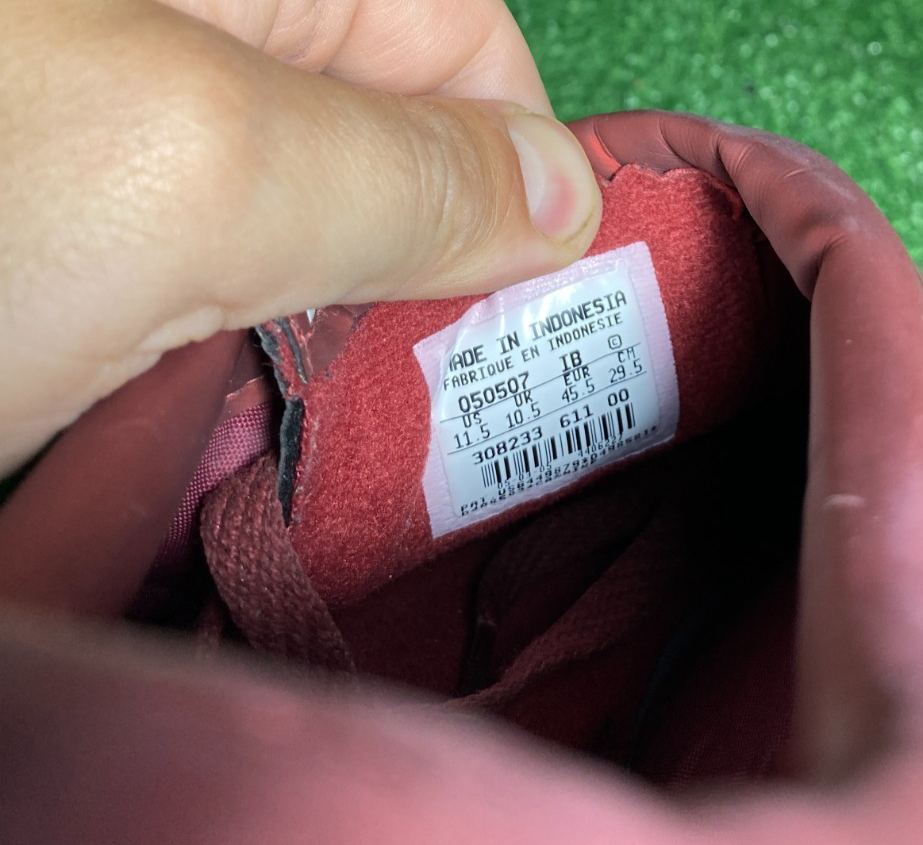 MADE IN INDONESIA
FABRIQUE EN INDONESIE
050507 IB ©
US UK EUR CM
11.5 10.5 45.5 29.5
308233 611 00